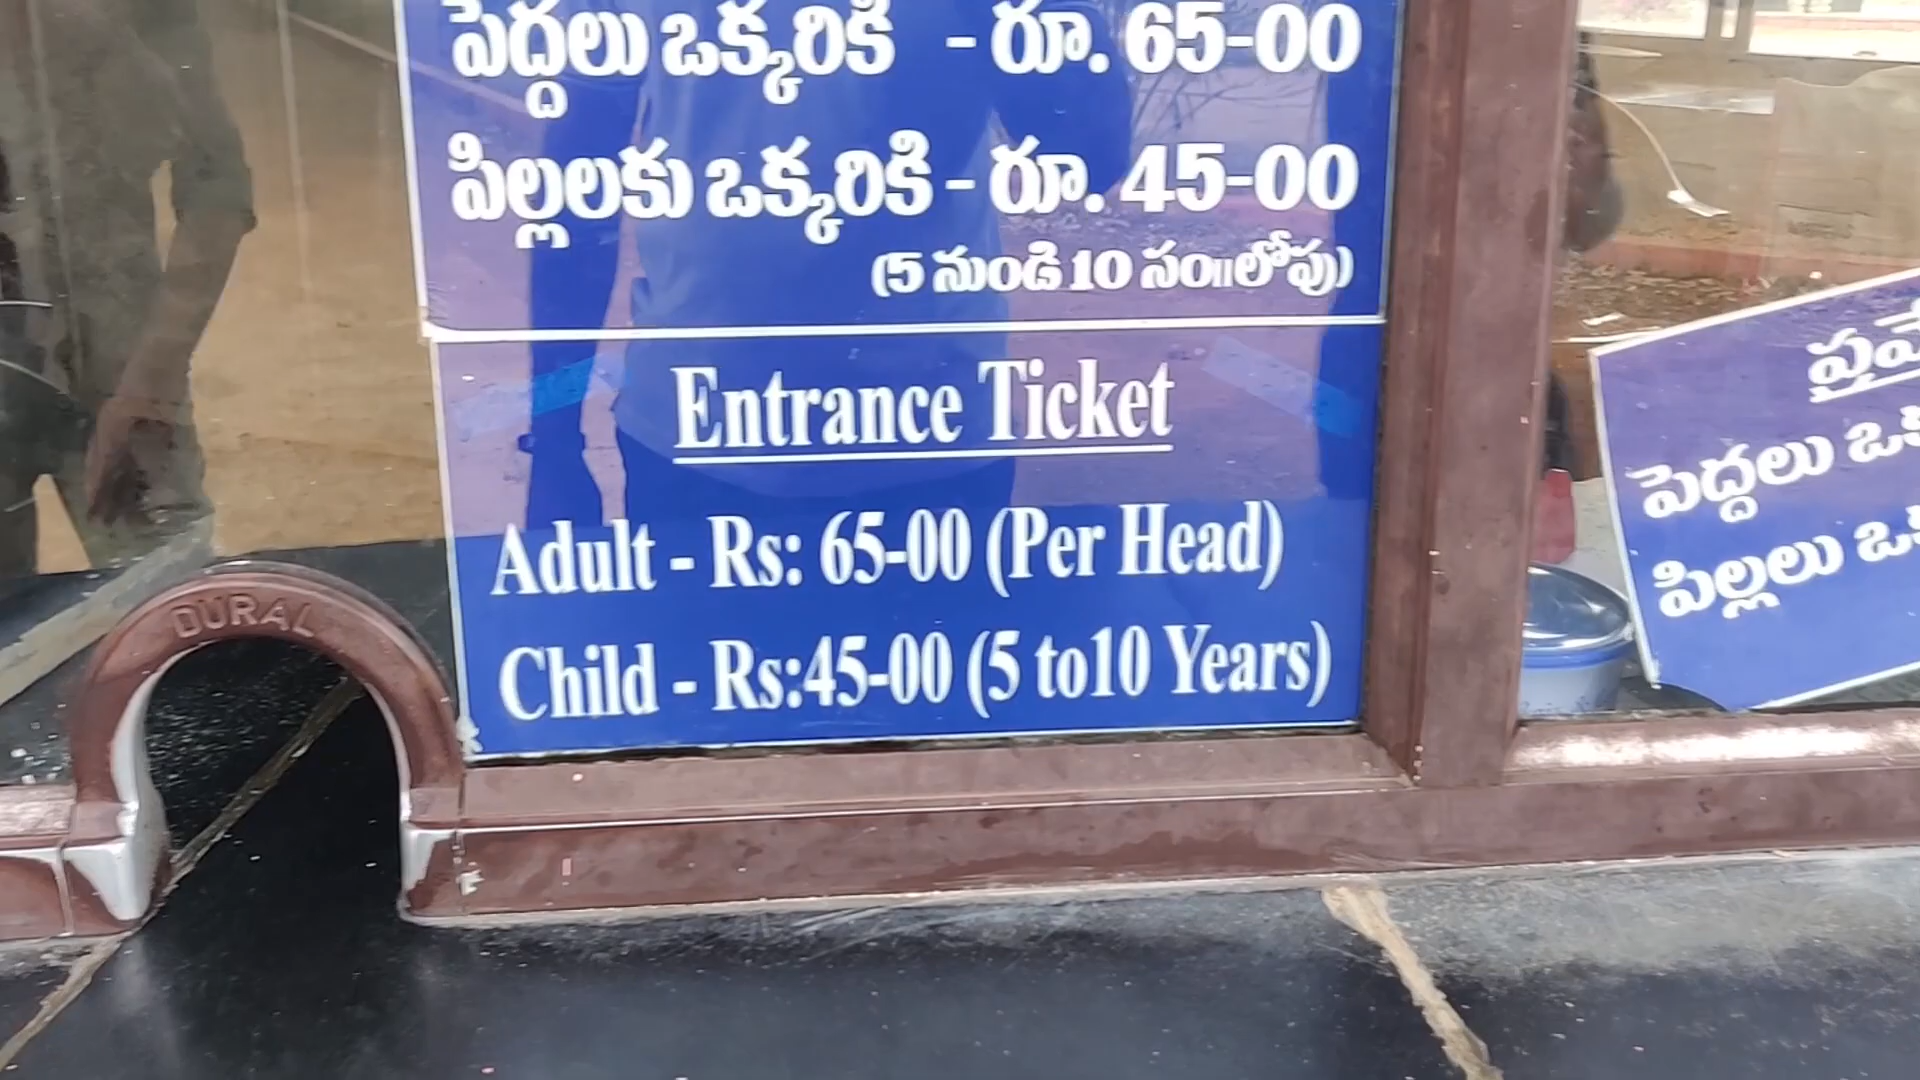 పెద్దలు ఒక్కరికి - రూ. 65-00
పిల్లలకు ఒక్కరికి - రూ. 45-00
(5 నుండి 10 సం॥లోపు)
Entrance Ticket
Adult - Rs: 65-00 (Per Head)
Child - Rs:45-00 (5 to10 Years)
DURAL
పెద్దలు
పిల్లలు